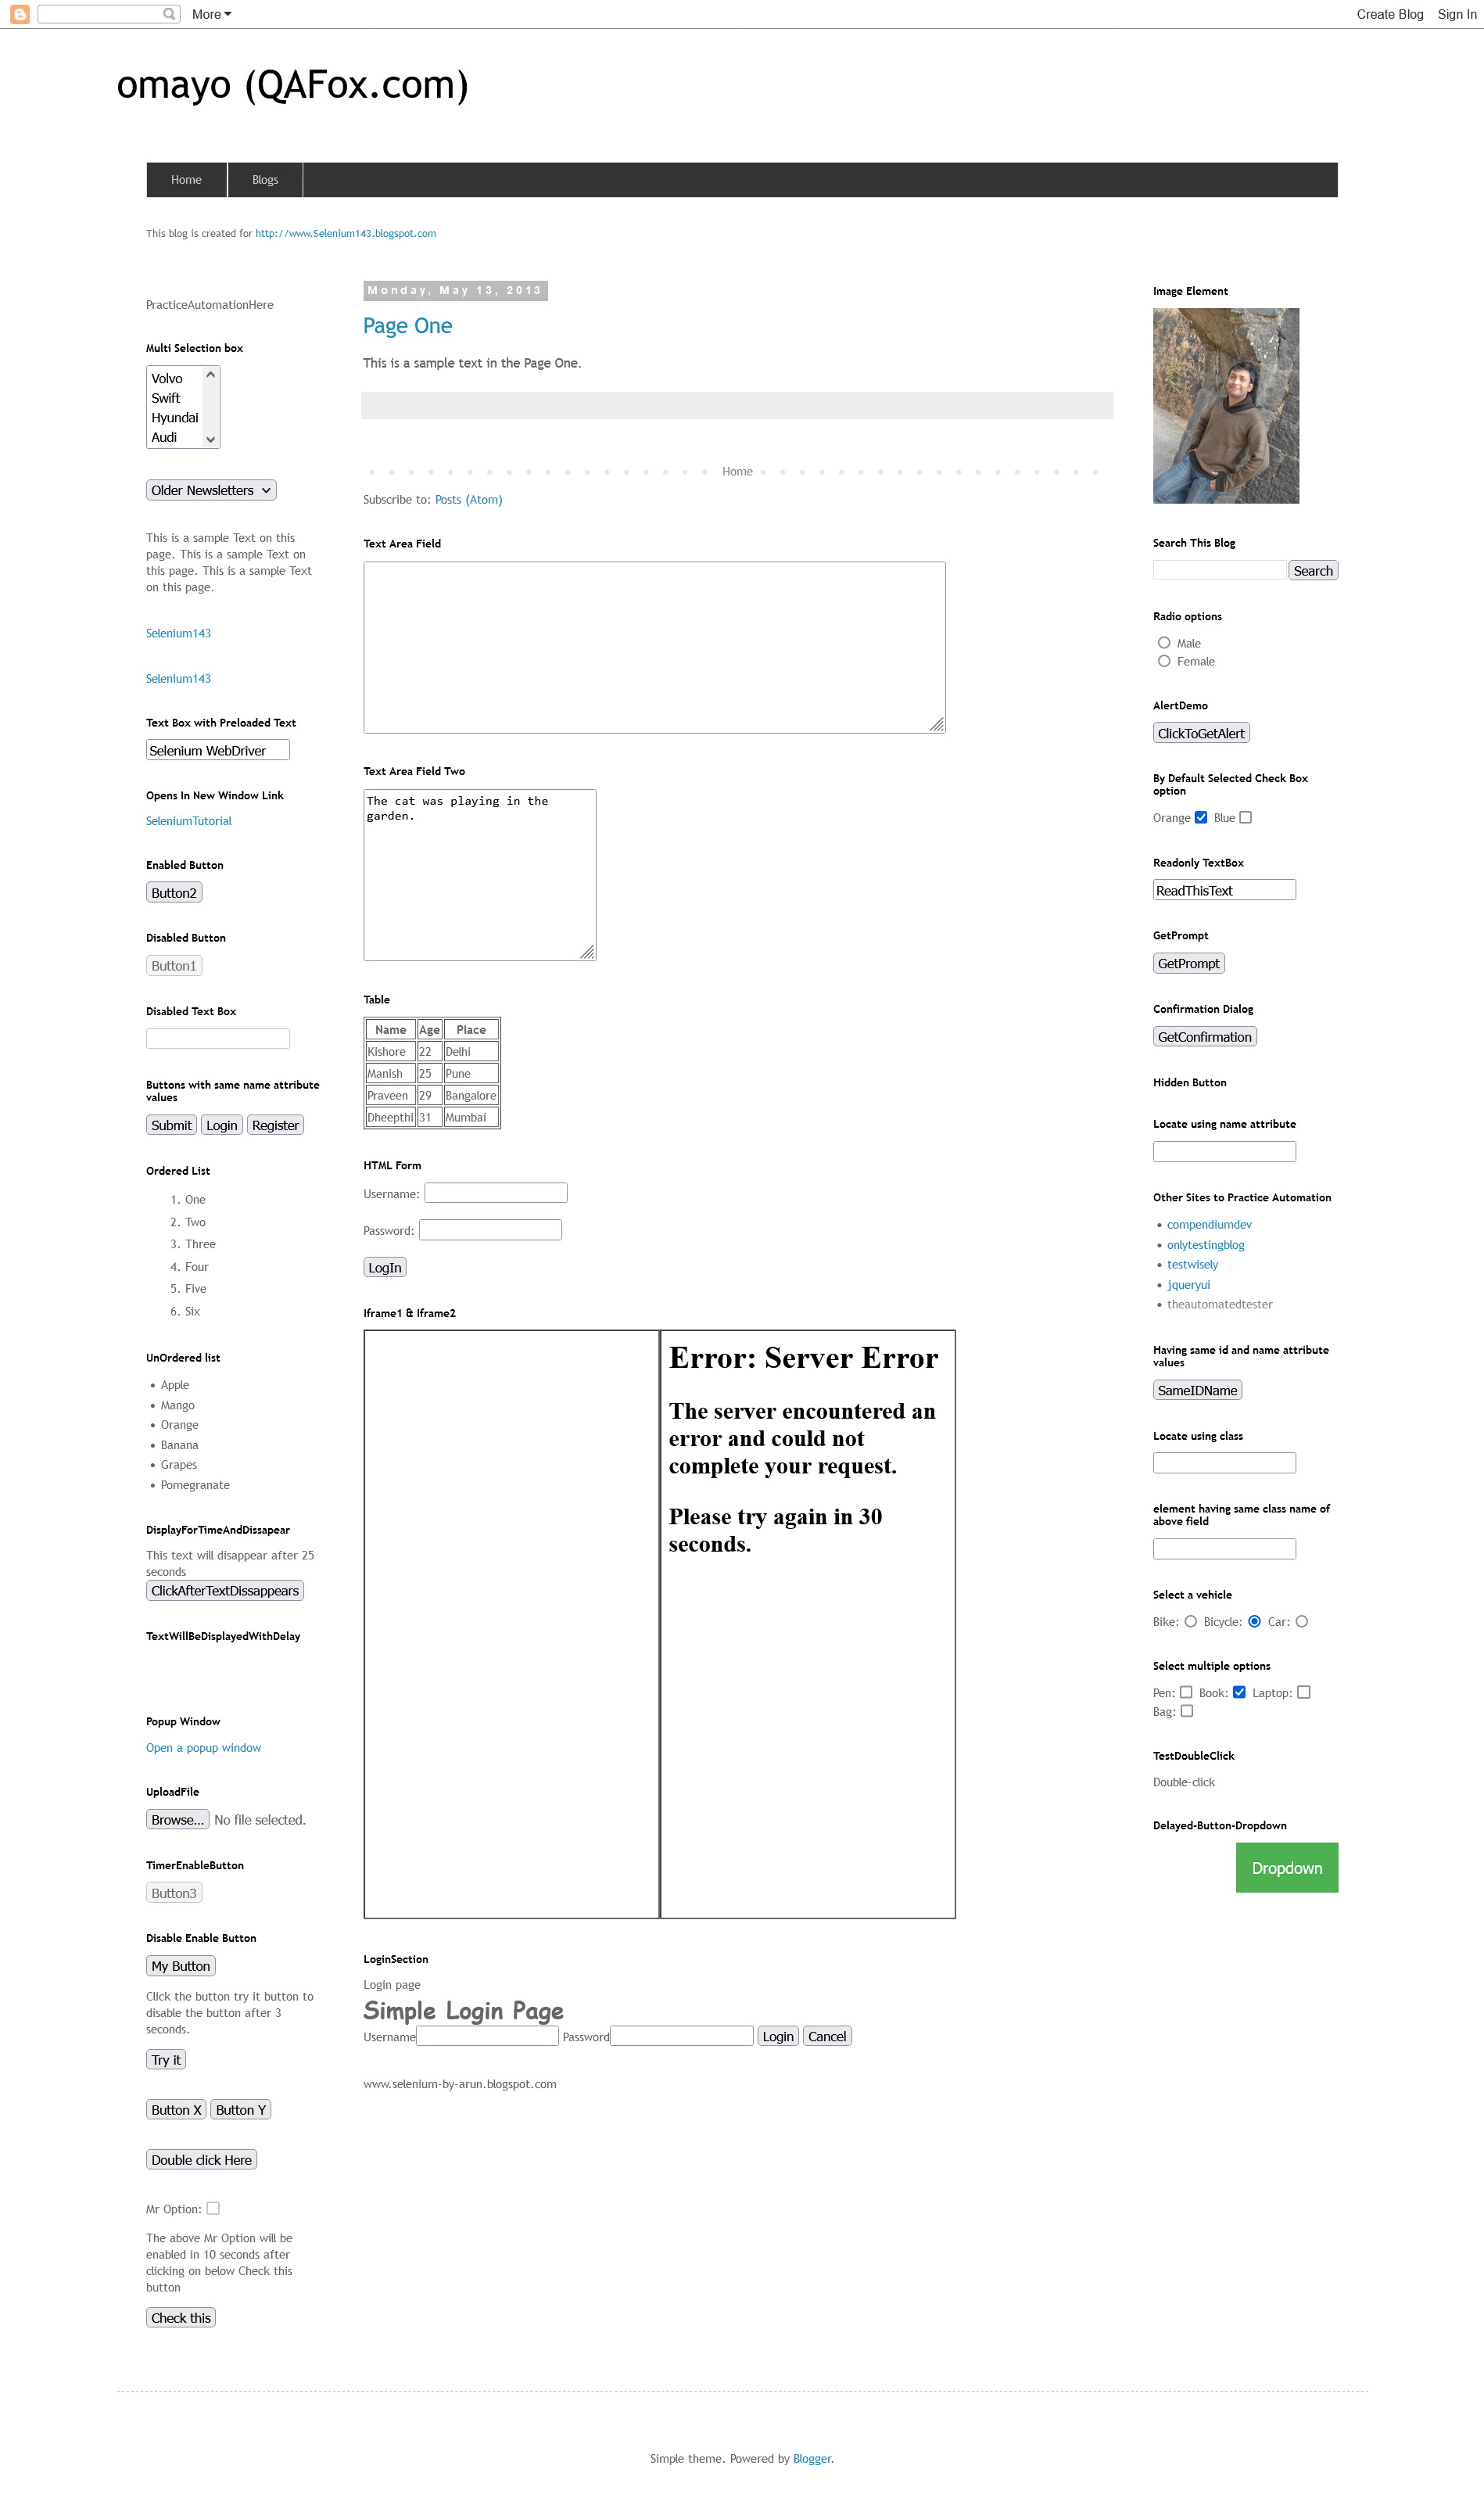 More
Create Blog Sign In
omayo (QAFox.com)
Home Blogs
This blog is created for http://www.Selenium143.blogspot.com
PracticeAutomationHere
Multi Selection box
Volvo
Swift
Hyundai
Audi
Older Newsletters
This is a sample Text on this
page. This is a sample Text on
this page. This is a sample Text
on this page.
Selenium143
Selenium143
Text Box with Preloaded Text
Selenium WebDriver
Opens In New Window Link
SeleniumTutorial
Enabled Button
Button2
Disabled Button
Button1
Disabled Text Box
Buttons with same name attribute
values
Submit Login Register
Ordered List
1. One
2. Two
3. Three
4. Four
5. Five
6. Six
UnOrdered list
• Apple
• Mango
• Orange
• Banana
• Grapes
• Pomegranate
DisplayForTimeAndDissapear
This text will disappear after 25
seconds
ClickAfterTextDissappears
TextWillBeDisplayedWithDelay
Popup Window
Open a popup window
UploadFile
Browse... No file selected.
TimerEnableButton
Button3
Disable Enable Button
My Button
Click the button try it button to
disable the button after 3
seconds.
Try it
Button X Button Y
Double click Here
Mr Option:
The above Mr Option will be
enabled in 10 seconds after
clicking on below Check this
button
Check this
Monday, May 13, 2013
Page One
This is a sample text in the Page One.
Home
Subscribe to: Posts (Atom)
Text Area Field
Text Area Field Two
The cat was playing in the
garden.
Table
Name Age Place
Kishore 22 Delhi
Manish 25 Pune
Praveen 29 Bangalore
Dheepthi 31 Mumbai
HTML Form
Username:
Password:
LogIn
Iframe1 & Iframe2
Error: Server Error
The server encountered an
error and could not
complete your request.
Please try again in 30
seconds.
LoginSection
Login page
Simple Login Page
Username Password Login Cancel
www.selenium-by-arun.blogspot.com
Image Element
Search This Blog
Search
Radio options
Male
Female
AlertDemo
ClickToGetAlert
By Default Selected Check Box
option
Orange Blue
Readonly TextBox
ReadThisText
GetPrompt
GetPrompt
Confirmation Dialog
GetConfirmation
Hidden Button
Locate using name attribute
Other Sites to Practice Automation
• compendiumdev
• onlytestingblog
• testwisely
• jqueryui
• theautomatedtester
Having same id and name attribute
values
SameIDName
Locate using class
element having same class name of
above field
Select a vehicle
Bike: Bicycle: Car:
Select multiple options
Pen: Book: Laptop:
Bag:
TestDoubleClick
Double-click
Delayed-Button-Dropdown
Dropdown
Simple theme. Powered by Blogger.